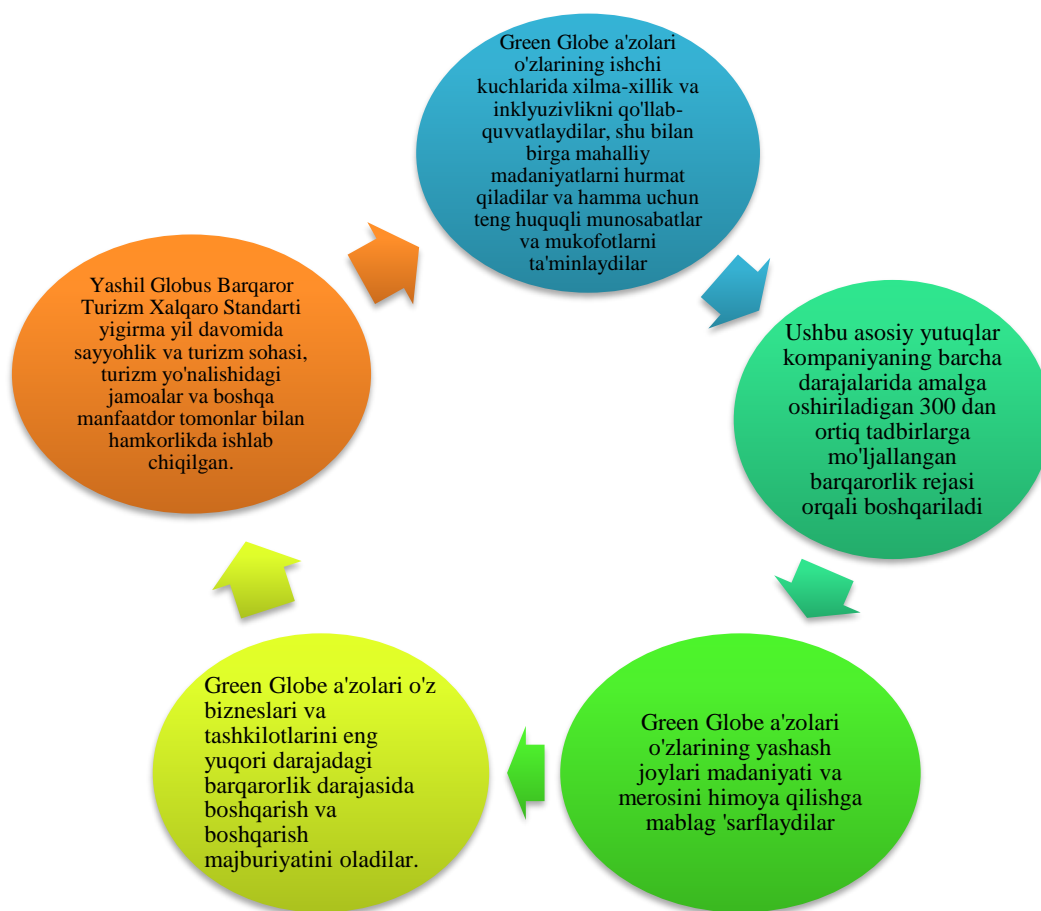 Green Globe a'zolari
o'zlarining ishchi
kuchlarida xilma-xillik va
inklyuzivlikni qo'llab-
quvvatlaydilar, shu bilan
birga mahalliy
madaniyatlarni hurmat
qiladilar va hamma uchun
teng huquqli munosabatlar
va mukofotlarni
ta'minlaydilar
Ushbu asosiy yutuqlar
kompaniyaning barcha
darajalarida amalga
oshiriladigan 300 dan
ortiq tadbirlarga
mo'ljallangan
barqarorlik rejasi
orqali boshqariladi
Green Globe a'zolari
o'zlarining yashash
joylari madaniyati va
merosini himoya qilishga
mablag 'sarflaydilar
Green Globe a'zolari o'z
bizneslari va
tashkilotlarini eng
yuqori darajadagi
barqarorlik darajasida
boshqarish va
boshqarish
majburiyatini oladilar.
Yashil Globus Barqaror
Turizm Xalqaro Standarti
yigirma yil davomida
sayyohlik va turizm sohasi,
turizm yo'nalishidagi
jamoalar va boshqa
manfaatdor tomonlar bilan
hamkorlikda ishlab
chiqilgan.